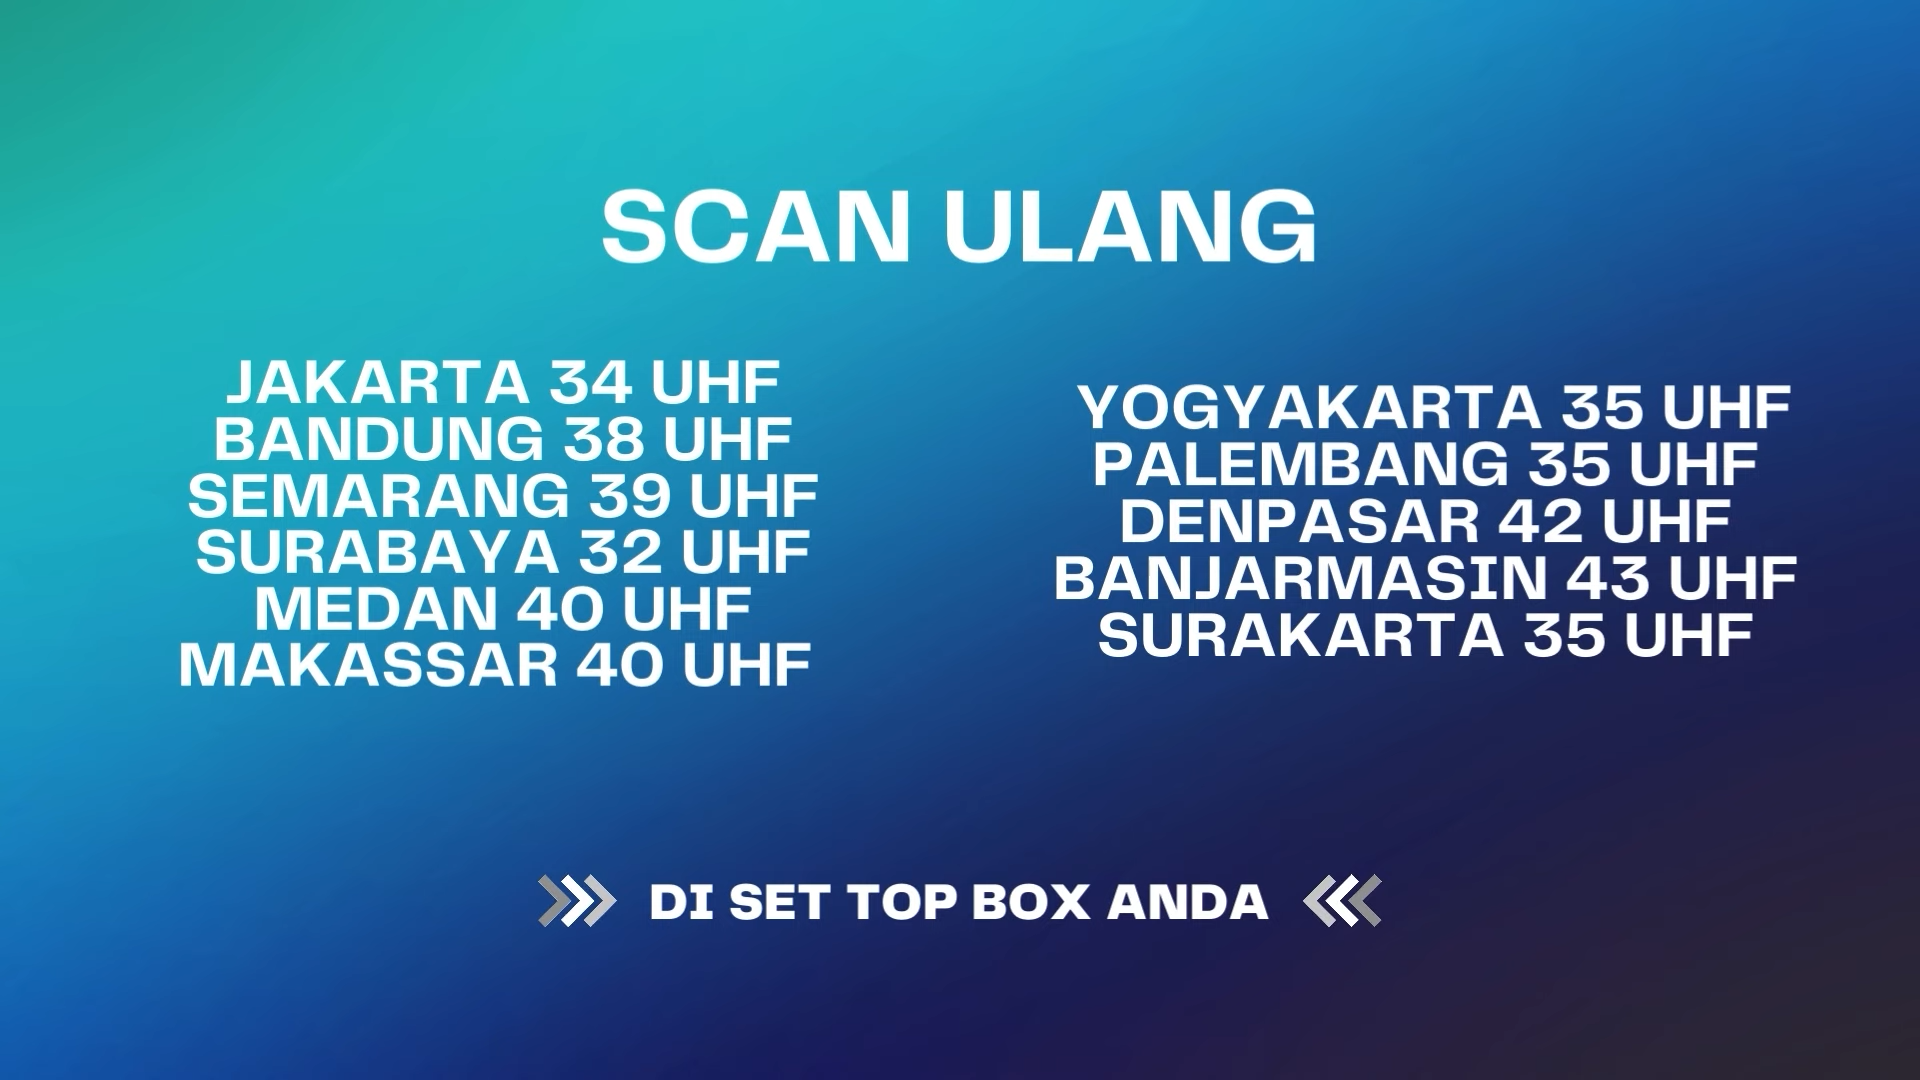 SCAN ULANG
JAKARTA 34 UHF
BANDUNG 38 UHF
SEMARANG 39 UHF
SURABAYA 32 UHF
MEDAN 40 UHF
MAKASSAR 40 UHF
YOGYAKARTA 35 UHF
PALEMBANG 35 UHF
DENPASAR 42 UHF
BANJARMASIN 43 UHF
SURAKARTA 35 UHF
DI SET TOP BOX ANDA